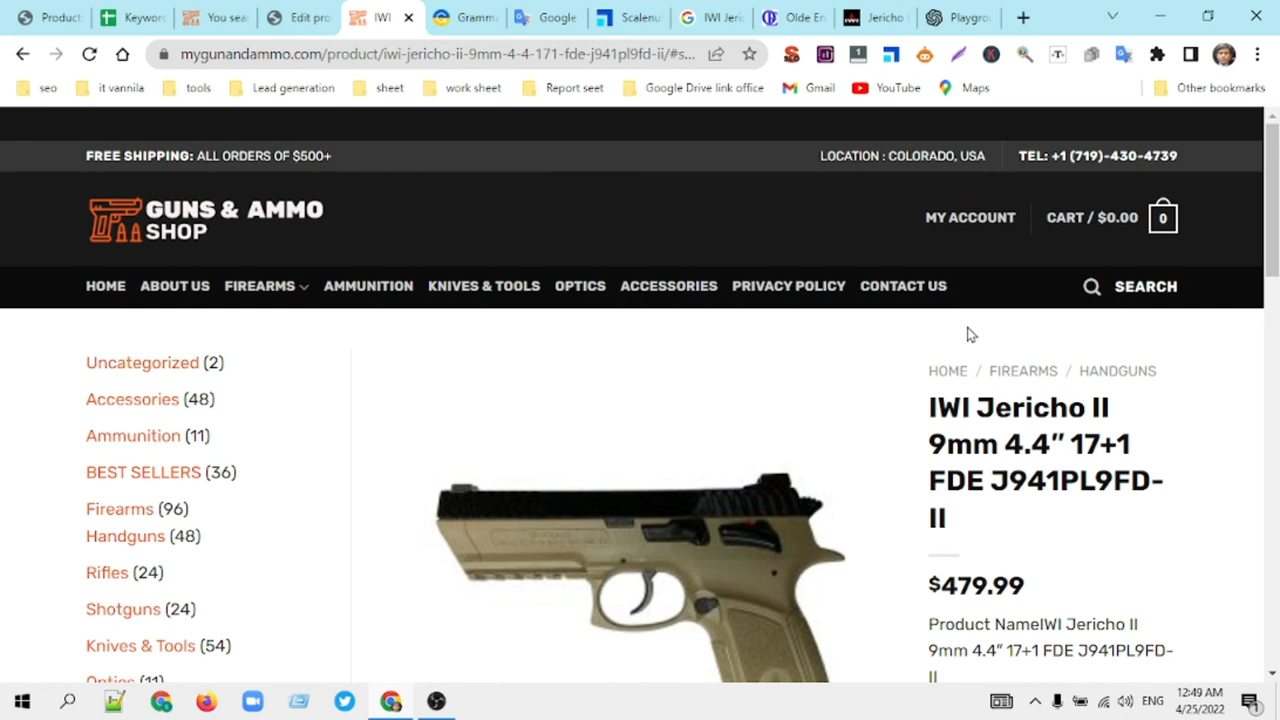 Product
Keywor
You sea
Edit pro
IWI
Gramma
Google
Scalenu
IWI Jeri
Olde En
Jericho
Playgro
mygunandammo.com/product/iwi-jericho-ii-9mm-4-4-171-fde-j941pl9fd-ii/#s...
seo
it vannila
tools
Lead generation
sheet
work sheet
Report seet
Google Drive link office
Gmail
YouTube
Maps
Other bookmarks
FREE SHIPPING: ALL ORDERS OF $500+
LOCATION : COLORADO, USA
TEL: +1 (719)-430-4739
GUNS & AMMO
SHOP
MY ACCOUNT
CART / $0.00
0
HOME
ABOUT US
FIREARMS
AMMUNITION
KNIVES & TOOLS
OPTICS
ACCESSORIES
PRIVACY POLICY
CONTACT US
SEARCH
Uncategorized (2)
Accessories (48)
Ammunition (11)
BEST SELLERS (36)
Firearms (96)
Handguns (48)
Rifles (24)
Shotguns (24)
Knives & Tools (54)
Optics (11)
HOME / FIREARMS / HANDGUNS
IWI Jericho II
9mm 4.4″ 17+1
FDE J941PL9FD-
II
$479.99
Product NameIWI Jericho II
9mm 4.4″ 17+1 FDE J941PL9FD-
II
ENG
12:49 AM
4/25/2022